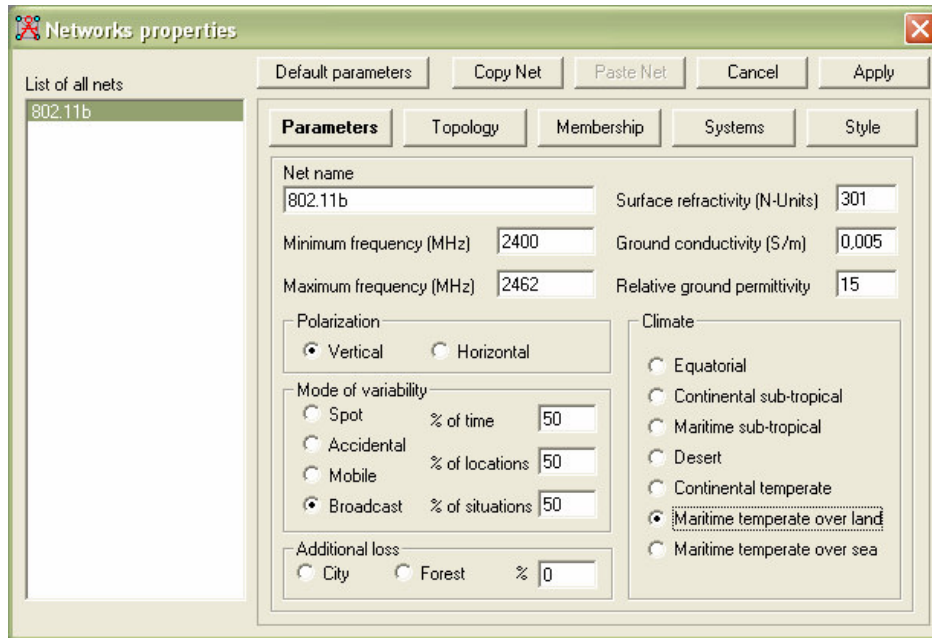 Networks properties
List of all nets
802.11b
Default parameters Copy Net Paste Net Cancel Apply
Parameters Topology Membership Systems Style
Net name
802.11b
Surface refractivity (N-Units) 301
Minimum frequency (MHz) 2400
Ground conductivity (S/m) 0,005
Maximum frequency (MHz) 2462
Relative ground permittivity 15
Polarization
Vertical Horizontal
Mode of variability
Spot
Accidental
Mobile
Broadcast
% of time 50
% of locations 50
% of situations 50
Additional loss
City Forest % 0
Climate
Equatorial
Continental sub-tropical
Maritime sub-tropical
Desert
Continental temperate
Maritime temperate over land
Maritime temperate over sea